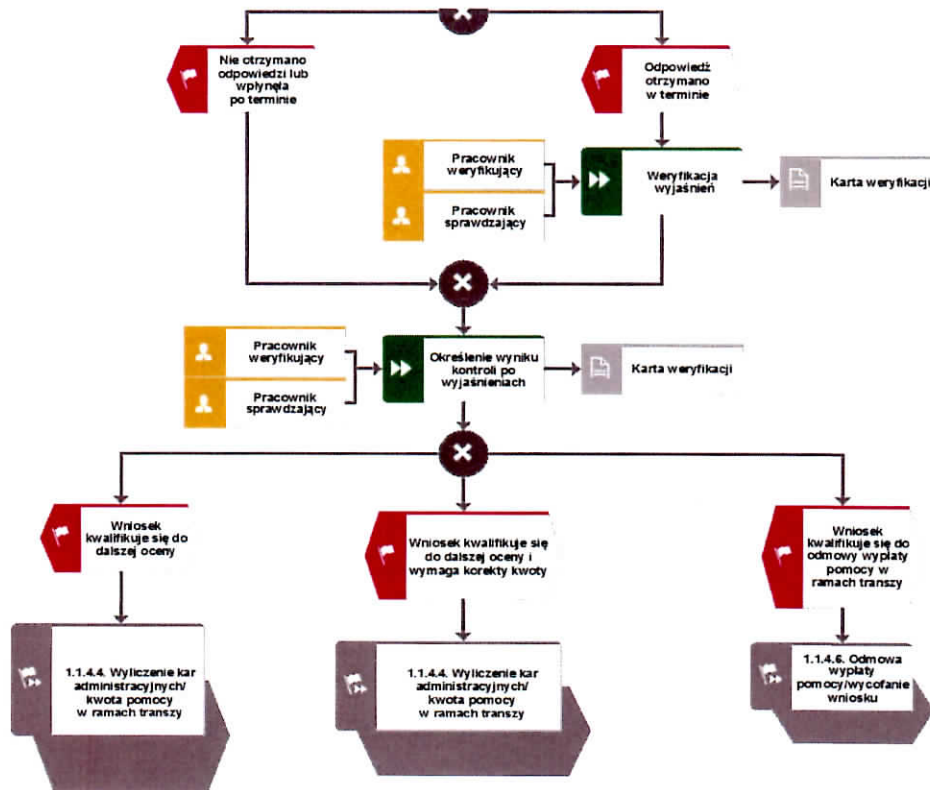 Nie otrzymano
odpowiedzi lub
wpłynęła
po terminie
Odpowiedź
otrzymano
w terminie
Pracownik
weryfikujący
Pracownik
sprawdzający
Weryfikacja
wyjaśnień
Karta weryfikacji
Pracownik
weryfikujący
Pracownik
sprawdzający
Określenie wyniku
kontroli po
wyjaśnieniach
Karta weryfikacji
Wniosek
kwalifikuje się do
dalszej oceny
Wniosek kwalifikuje się
do dalszej oceny i
wymaga korekty kwoty
Wniosek
kwalifikuje się do
odmowy wypłaty
pomocy w
ramach transzy
1.1.4.4. Wyliczenie kar
administracyjnych/
kwota pomocy
w ramach transzy
1.1.4.4. Wyliczenie kar
administracyjnych/
kwota pomocy
w ramach transzy
1.1.4.6. Odmowa
wypłaty
pomocy/wycofanie
wniosku